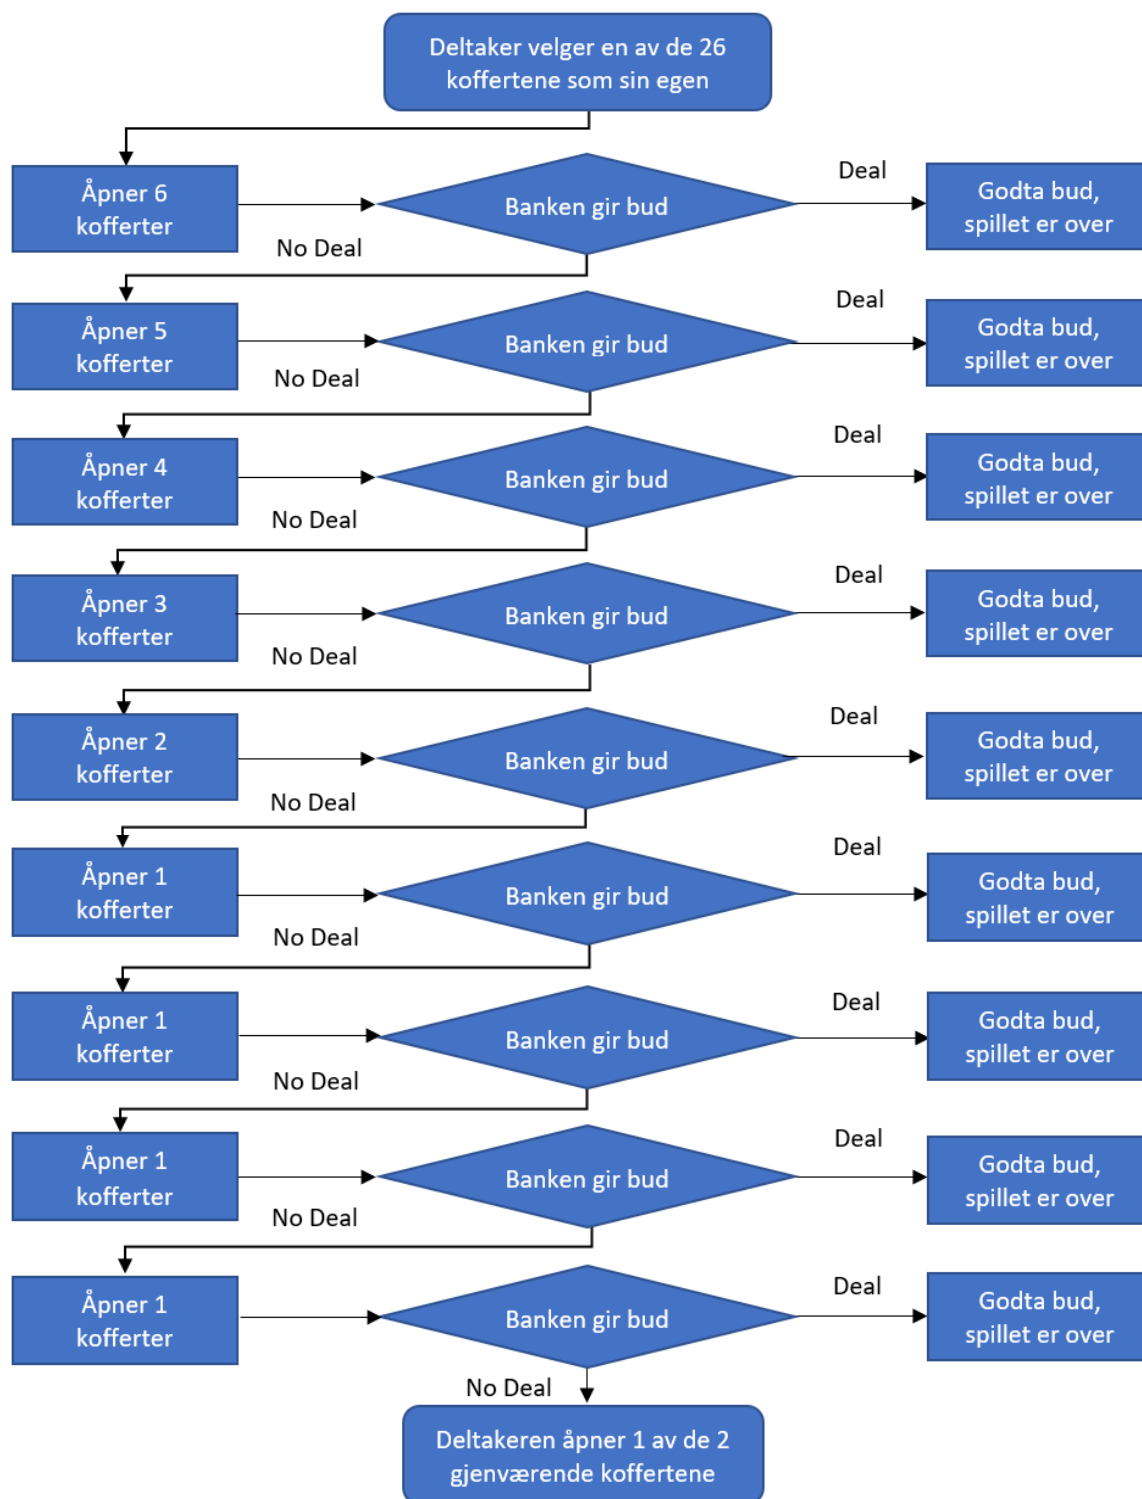 Deltaker velger en av de 26
koffertene som sin egen
Åpner 6
kofferter
Banken gir bud
Deal
Godta bud,
spillet er over
No Deal
Åpner 5
kofferter
Banken gir bud
Deal
Godta bud,
spillet er over
No Deal
Åpner 4
kofferter
Banken gir bud
Deal
Godta bud,
spillet er over
No Deal
Åpner 3
kofferter
Banken gir bud
Deal
Godta bud,
spillet er over
No Deal
Åpner 2
kofferter
Banken gir bud
Deal
Godta bud,
spillet er over
No Deal
Åpner 1
kofferter
Banken gir bud
Deal
Godta bud,
spillet er over
No Deal
Åpner 1
kofferter
Banken gir bud
Deal
Godta bud,
spillet er over
No Deal
Åpner 1
kofferter
Banken gir bud
Deal
Godta bud,
spillet er over
No Deal
Åpner 1
kofferter
Banken gir bud
Deal
Godta bud,
spillet er over
No Deal
Deltakeren åpner 1 av de 2
gjenværende koffertene